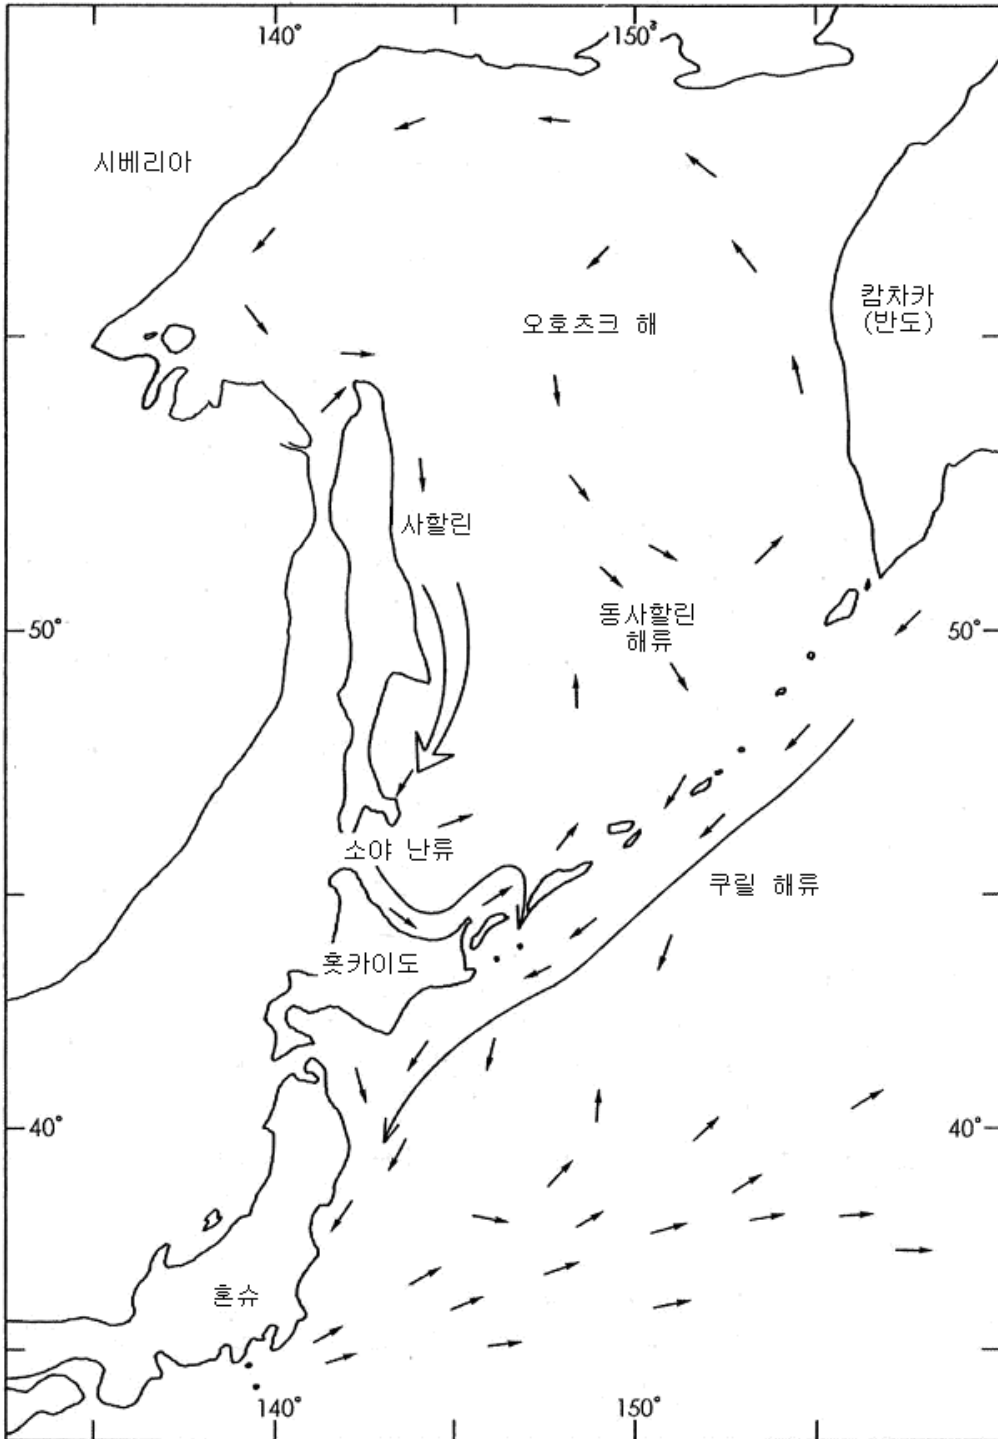 140°
150°
시베리아
캄차카
(반도)
오호츠크 해
사할린
동사할린
해류
50°
50°
소야 난류
쿠릴 해류
홋카이도
40°
40°
혼슈
140°
150°